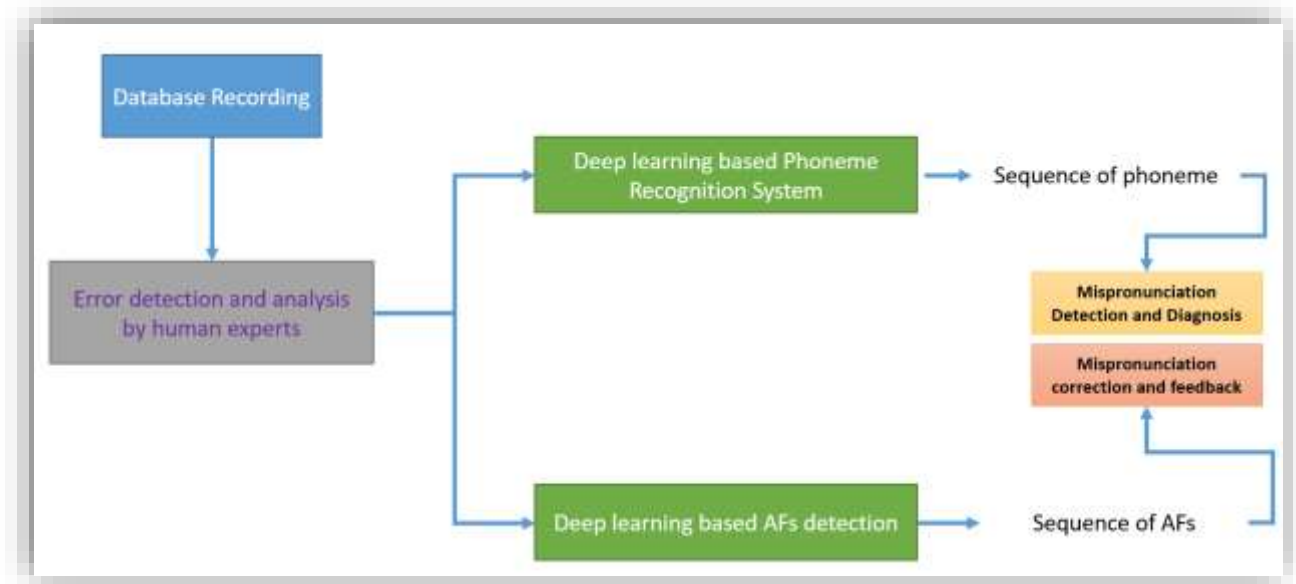 Database Recording
Error detection and analysis
by human experts
Deep learning based Phoneme
Recognition System
Sequence of phoneme
Mispronunciation
Detection and Diagnosis
Mispronunciation
correction and feedback
Deep learning based AFs detection
Sequence of AFs